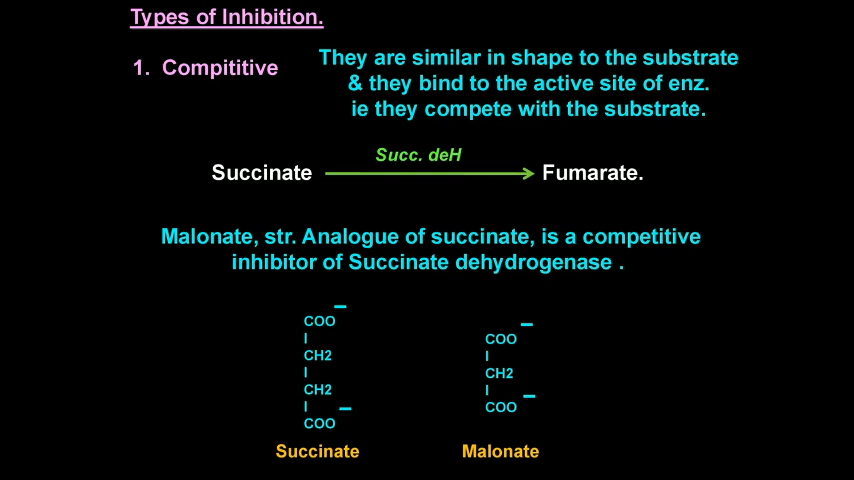 Types of Inhibition.
1. Compititive
They are similar in shape to the substrate
& they bind to the active site of enz.
ie they compete with the substrate.
Succ. deH
Succinate
Fumarate.
Malonate, str. Analogue of succinate, is a competitive
inhibitor of Succinate dehydrogenase .
–
COO
I
CH2
I
CH2
I –
COO
Succinate
–
COO
I
CH2
I –
COO
Malonate